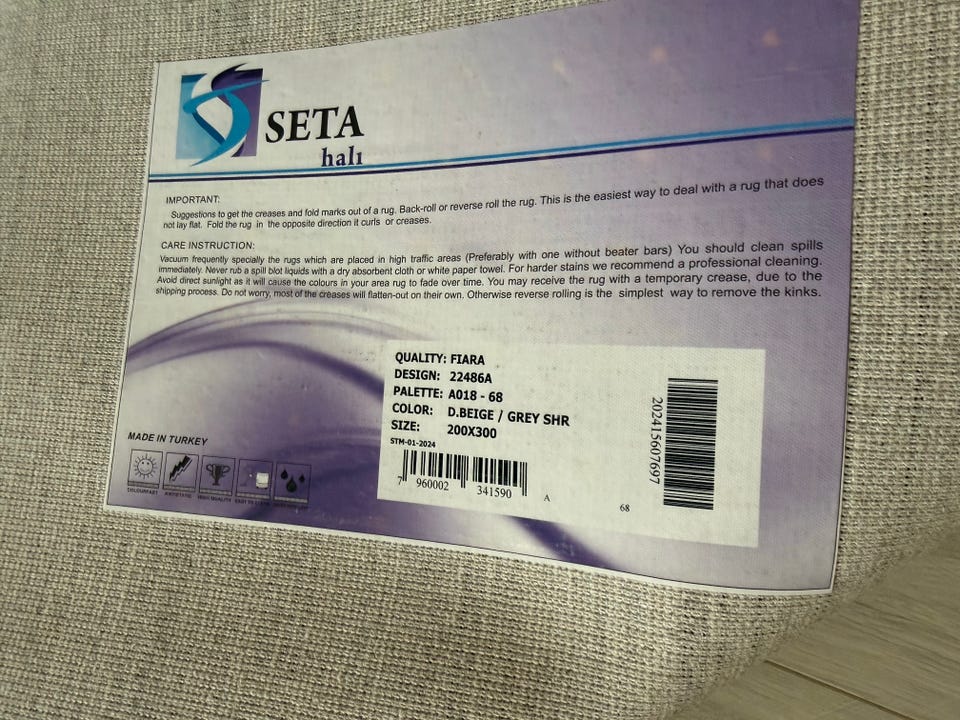 SETA
halı
IMPORTANT:
Suggestions to get the creases and fold marks out of a rug. Back-roll or reverse roll the rug. This is the easiest way to deal with a rug that does
not lay flat. Fold the rug in the opposite direction it curls or creases.
CARE INSTRUCTION:
Vacuum frequently specially the rugs which are placed in high traffic areas (Preferably with one without beater bars) You should clean spills
immediately. Never rub a spill blot liquids with a dry absorbent cloth or white paper towel. For harder stains we recommend a professional cleaning.
Avoid direct sunlight as it will cause the colours in your area rug to fade over time. You may receive the rug with a temporary crease, due to the
shipping process. Do not worry, most of the creases will flatten-out on their own. Otherwise reverse rolling is the simplest way to remove the kinks.
QUALITY: FIARA
DESIGN: 22486A
PALETTE: A018 - 68
COLOR: D.BEIGE / GREY SHR
SIZE: 200X300
STM-01-2024
7 960002 341590
A
68
202415607697
MADE IN TURKEY
COLOURFAST
ANTISTATIC
HIGH QUALITY
EASY TO CLEAN